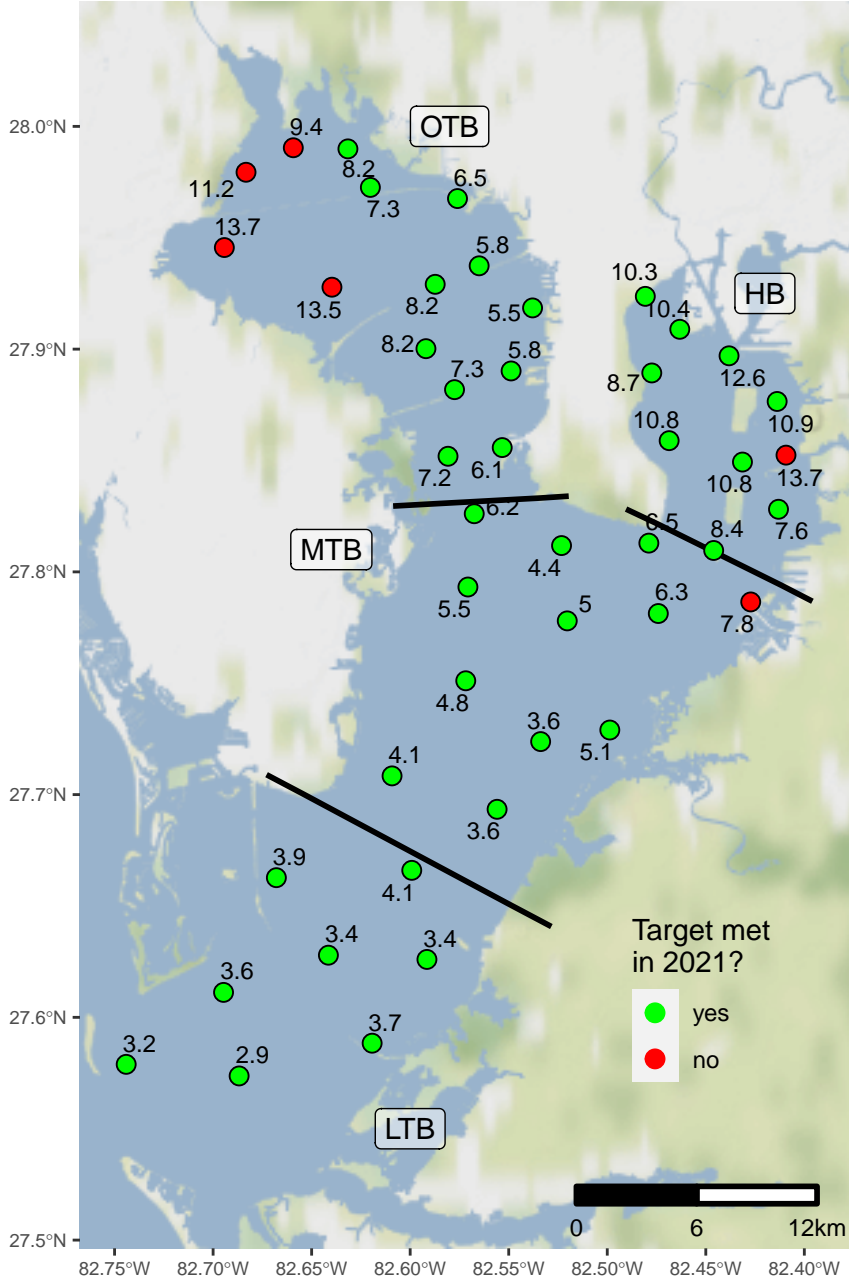 28.0°N
27.9°N
27.8°N
27.7°N
27.6°N
27.5°N
OTB
9.4
8.2
11.2
7.3
6.5
13.7
5.8
13.5
8.2
5.5
10.3
HB
10.4
8.2
5.8
7.3
8.7
12.6
10.9
10.8
7.2
6.1
10.8
13.7
6.2
6.5
8.4
7.6
MTB
4.4
5.5
5
6.3
7.8
4.8
3.6
5.1
4.1
3.6
3.9
4.1
3.4
3.4
3.6
3.7
3.2
2.9
LTB
Target met
in 2021?
yes
no
0 6 12km
82.75°W 82.70°W 82.65°W 82.60°W 82.55°W 82.50°W 82.45°W 82.40°W